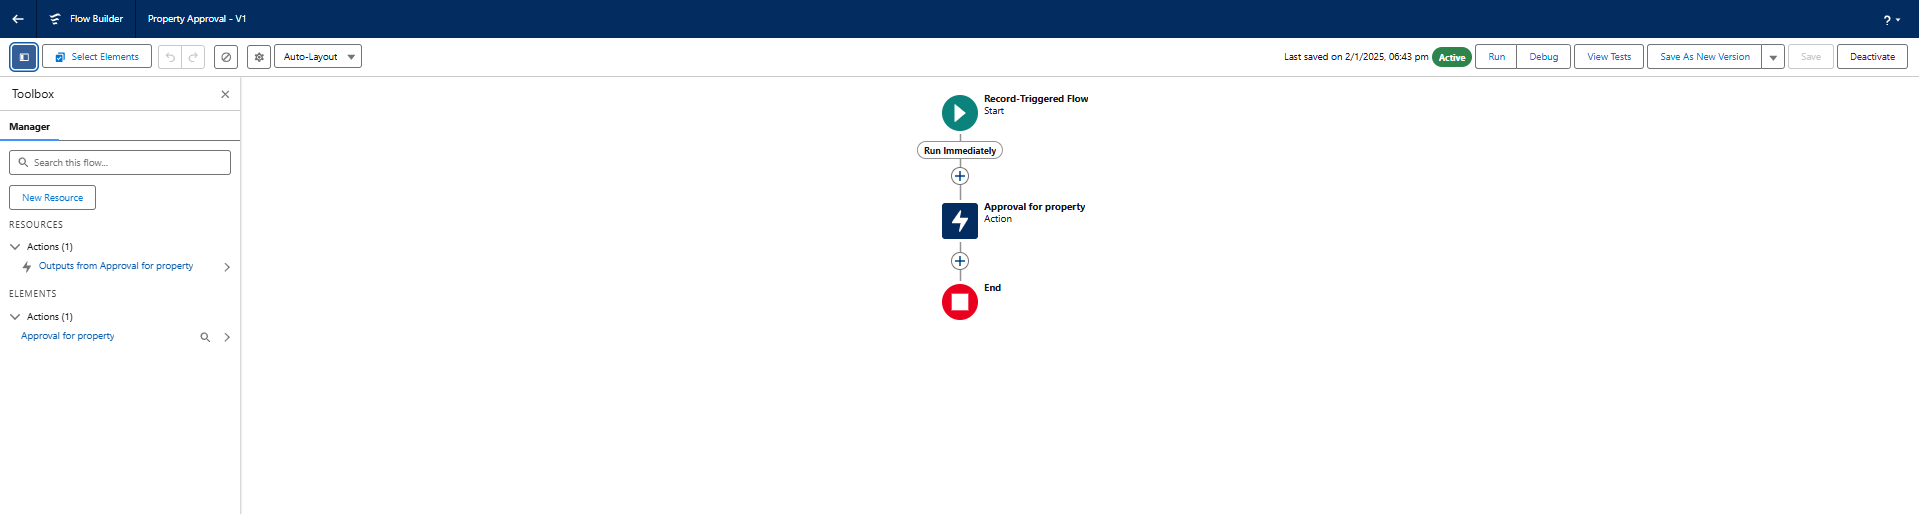 Flow Builder
Property Approval - V1
?
Select Elements
Auto-Layout
Last saved on 2/1/2025, 06:43 pm
Active
Run
Debug
View Tests
Save As New Version
Save
Deactivate
Toolbox
Manager
Search this flow...
New Resource
RESOURCES
Actions (1)
Outputs from Approval for property
ELEMENTS
Actions (1)
Approval for property
Record-Triggered Flow
Start
Run Immediately
Approval for property
Action
End